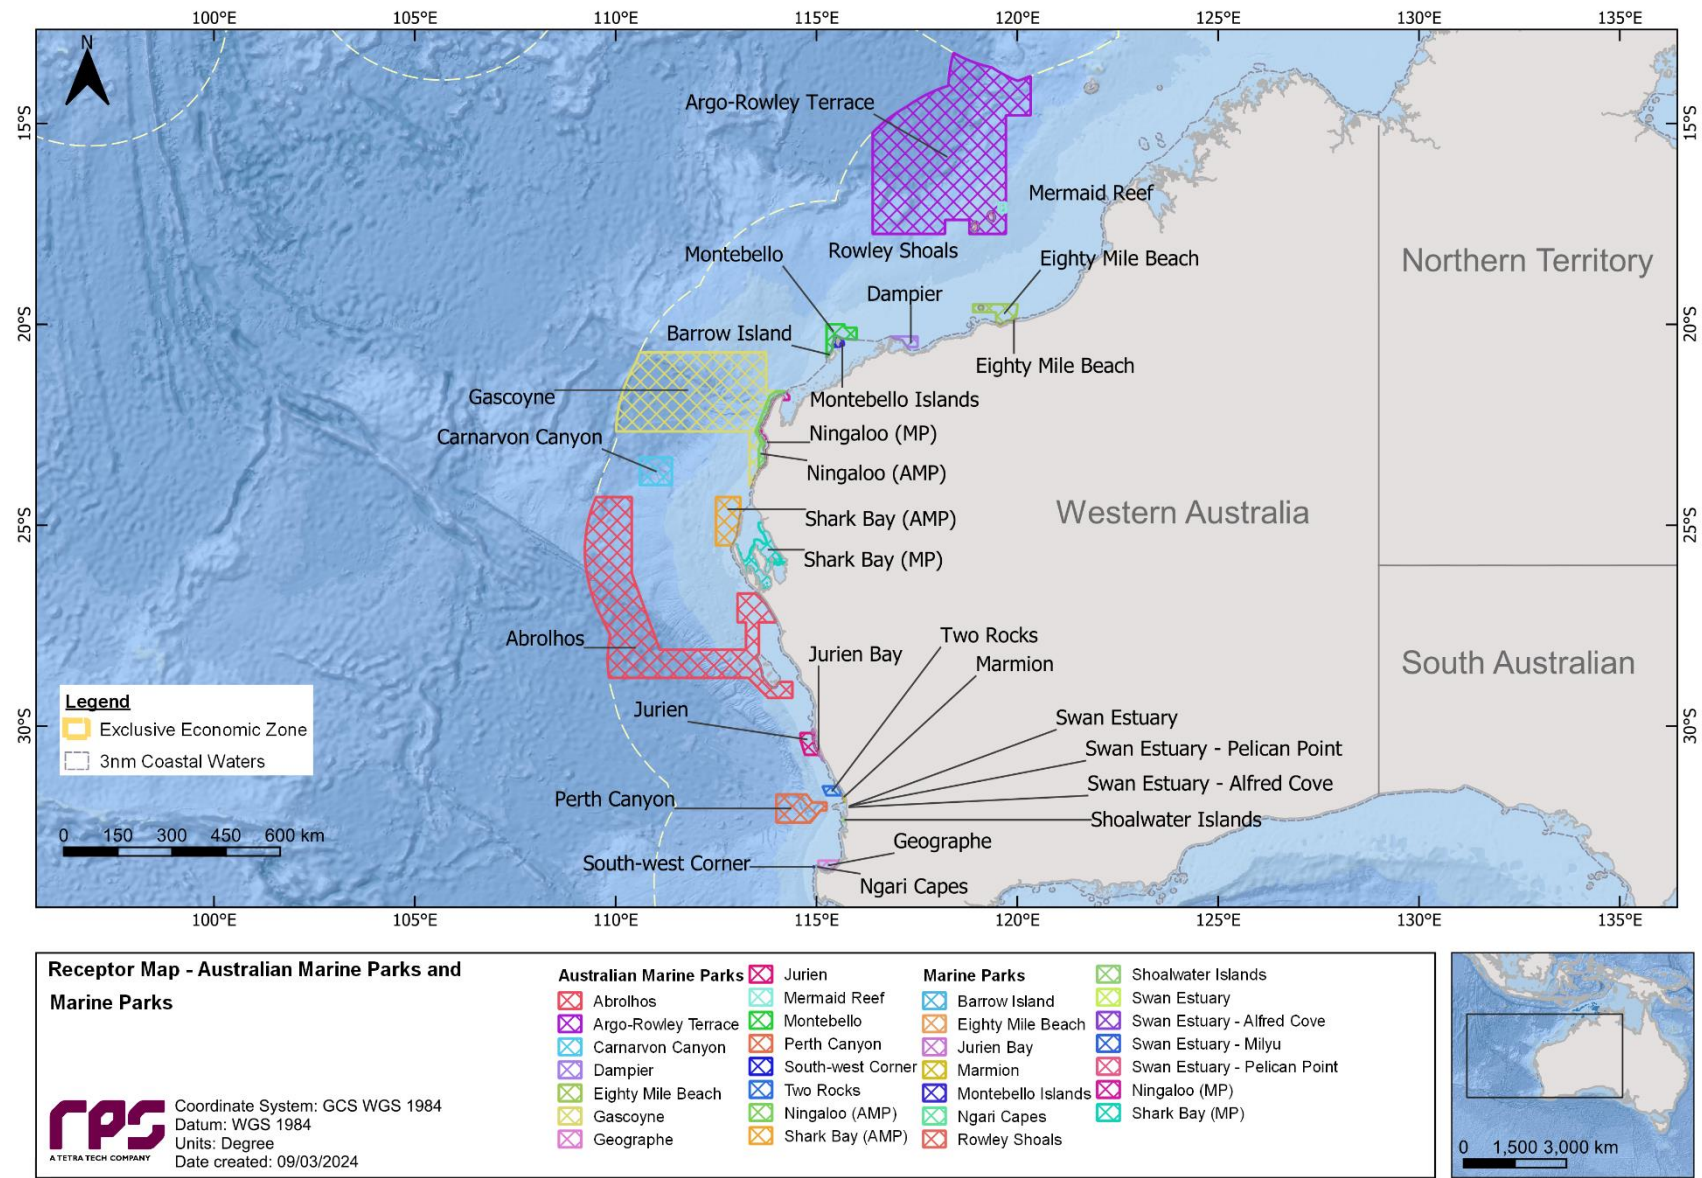 100°E 105°E 110°E 115°E 120°E 125°E 130°E 135°E
N
15°S
15°S
Argo-Rowley Terrace
Mermaid Reef
Rowley Shoals
Montebello
Eighty Mile Beach
Northern Territory
Dampier
20°S
20°S
Barrow Island
Eighty Mile Beach
Gascoyne
Montebello Islands
Carnarvon Canyon
Ningaloo (MP)
Ningaloo (AMP)
Shark Bay (AMP)
Western Australia
25°S
25°S
Shark Bay (MP)
Abrolhos
Two Rocks
Jurien Bay
Marmion
South Australian
Legend
Exclusive Economic Zone
3nm Coastal Waters
Jurien
Swan Estuary
30°S
30°S
Swan Estuary - Pelican Point
Swan Estuary - Alfred Cove
Perth Canyon
Shoalwater Islands
0 150 300 450 600 km
Geographe
South-west Corner
Ngari Capes
100°E 105°E 110°E 115°E 120°E 125°E 130°E 135°E
Receptor Map - Australian Marine Parks and
Marine Parks
rps
A TETRA TECH COMPANY
Coordinate System: GCS WGS 1984
Datum: WGS 1984
Units: Degree
Date created: 09/03/2024
Australian Marine Parks
Abrolhos
Argo-Rowley Terrace
Carnarvon Canyon
Dampier
Eighty Mile Beach
Gascoyne
Geographe
Jurien
Mermaid Reef
Montebello
Perth Canyon
South-west Corner
Two Rocks
Ningaloo (AMP)
Shark Bay (AMP)
Marine Parks
Barrow Island
Eighty Mile Beach
Jurien Bay
Marmion
Montebello Islands
Ngari Capes
Rowley Shoals
Shoalwater Islands
Swan Estuary
Swan Estuary - Alfred Cove
Swan Estuary - Milyu
Swan Estuary - Pelican Point
Ningaloo (MP)
Shark Bay (MP)
0 1,500 3,000 km